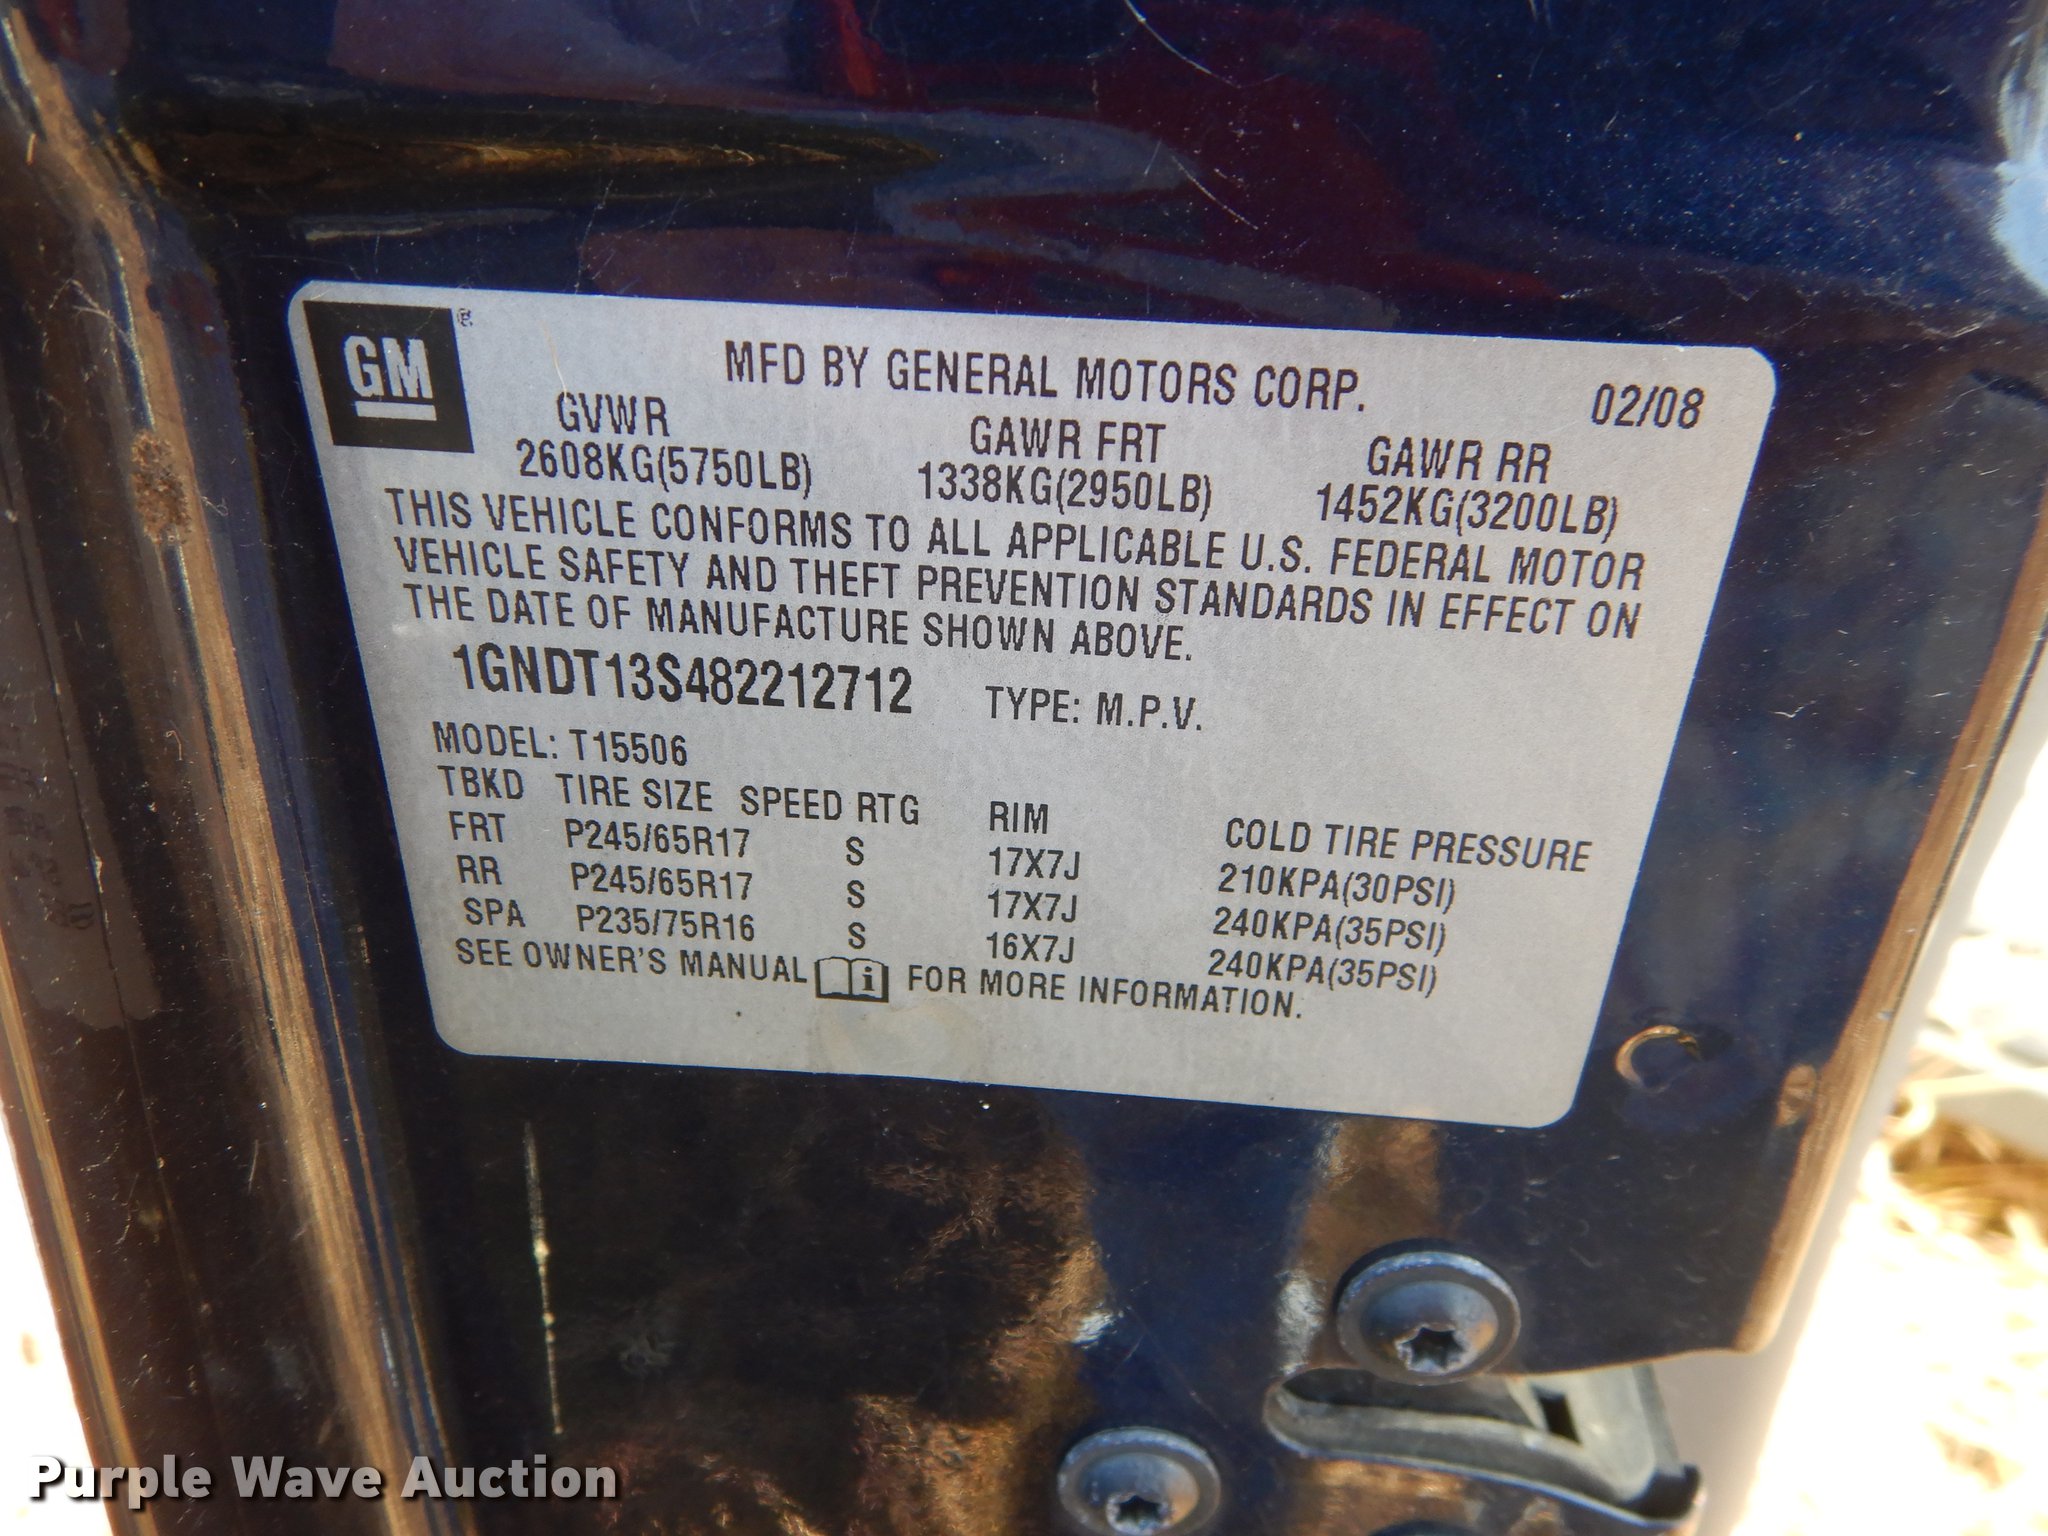 GM
MFD BY GENERAL MOTORS CORP.
02/08
GVWR GAWR FRT GAWR RR
2608KG(5750LB) 1338KG(2950LB) 1452KG(3200LB)
THIS VEHICLE CONFORMS TO ALL APPLICABLE U.S. FEDERAL MOTOR
VEHICLE SAFETY AND THEFT PREVENTION STANDARDS IN EFFECT ON
THE DATE OF MANUFACTURE SHOWN ABOVE.
1GNDT13S482212712 TYPE: M.P.V.
MODEL: T15506
TBKD TIRE SIZE SPEED RTG RIM COLD TIRE PRESSURE
FRT P245/65R17 S 17X7J 210KPA(30PSI)
RR P245/65R17 S 17X7J 240KPA(35PSI)
SPA P235/75R16 S 16X7J 240KPA(35PSI)
SEE OWNER'S MANUAL i FOR MORE INFORMATION.
Purple Wave Auction